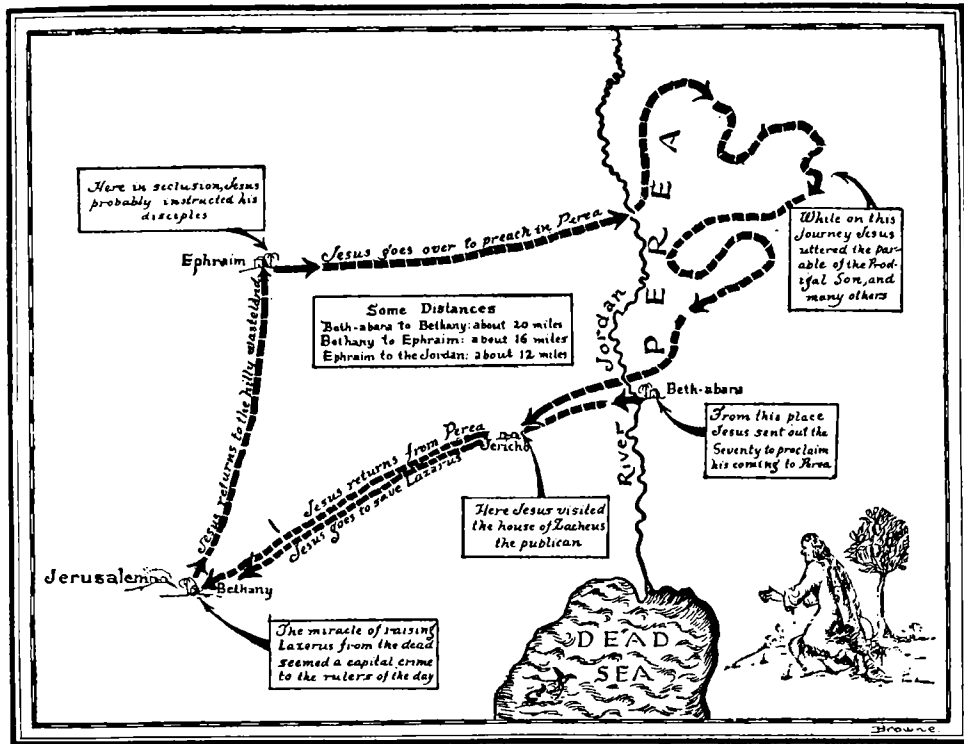 Here in seclusion, Jesus
probably instructed his
disciples
Ephraim
Jesus goes over to preach in Perea
PEREA
While on this
Journey Jesus
uttered the par-
able of the Prod-
igal Son, and
many others
Some Distances
Beth-abara to Bethany: about 20 miles
Bethany to Ephraim: about 16 miles
Ephraim to the Jordan: about 12 miles
Jesus returns to the hilly wasteland
River Jordan
Beth-abara
From this place
Jesus sent out the
Seventy to proclaim
his coming to Perea
Jericho
Jesus returns from Perea
Jesus goes to save Lazarus
Here Jesus visited
the house of Zacheus
the publican
Jerusalem
Bethany
The miracle of raising
Lazerus from the dead
seemed a capital crime
to the rulers of the day
DEAD
SEA
Browne.